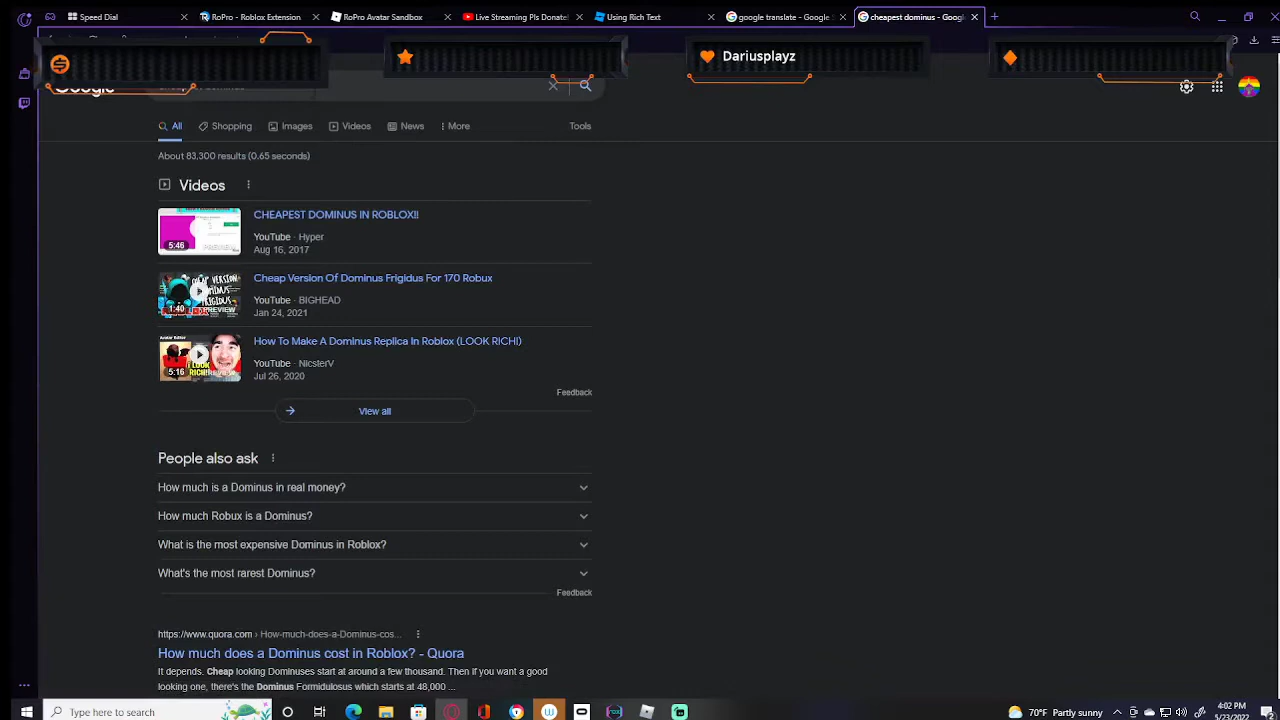 Speed Dial
RoPro - Roblox Extension
RoPro Avatar Sandbox
Live Streaming Pls Donate
Using Rich Text
google translate - Google S
cheapest dominus - Googl
Dariusplayz
Google
All
Shopping
Images
Videos
News
More
Tools
About 83,300 results (0.65 seconds)
Videos
CHEAPEST DOMINUS IN ROBLOX!!
YouTube · Hyper
Aug 16, 2017
5:46
PREVIEW
Cheap Version Of Dominus Frigidus For 170 Robux
YouTube · BIGHEAD
Jan 24, 2021
1:40
PREVIEW
How To Make A Dominus Replica In Roblox (LOOK RICH!)
YouTube · NicsterV
Jul 26, 2020
5:16
Feedback
View all
People also ask
How much is a Dominus in real money?
How much Robux is a Dominus?
What is the most expensive Dominus in Roblox?
What's the most rarest Dominus?
Feedback
https://www.quora.com › How-much-does-a-Dominus-cos...
How much does a Dominus cost in Roblox? - Quora
It depends. Cheap looking Dominuses start at around a few thousand. Then if you want a good
looking one, there's the Dominus Formidulosus which starts at 48,000 ...
Type here to search
70°F Partly sunny
4:02 PM
5/23/2022